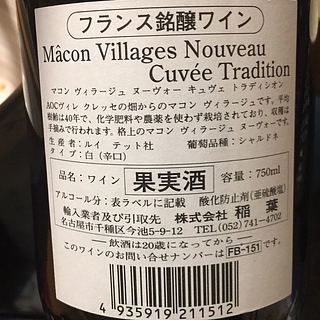 フランス銘醸ワイン
Mâcon Villages Nouveau
Cuvée Tradition
マコン ヴィラージュ ヌーヴォー キュヴェ トラディシオン
AOCヴィレ クレッセの畑からのマコン ヴィラージュです。平均
樹齢は40年で、化学肥料や農薬を使わず栽培されており、収穫は
手摘みで行われます。格上のマコン ヴィラージュ ヌーヴォーです。
生産者：ルイ テット社 葡萄品種：シャルドネ
タイプ：白（辛口）
品名：ワイン 果実酒 容量：750ml
アルコール分：表ラベルに記載 酸化防止剤（亜硫酸塩）
輸入業者及び引取先 株式会社 稲葉
名古屋市千種区今池5−9−12 TEL(052)741−4702
飲酒は20歳になってから
このワインのお問い合せナンバーは FB-151 です。
4 935919 211512